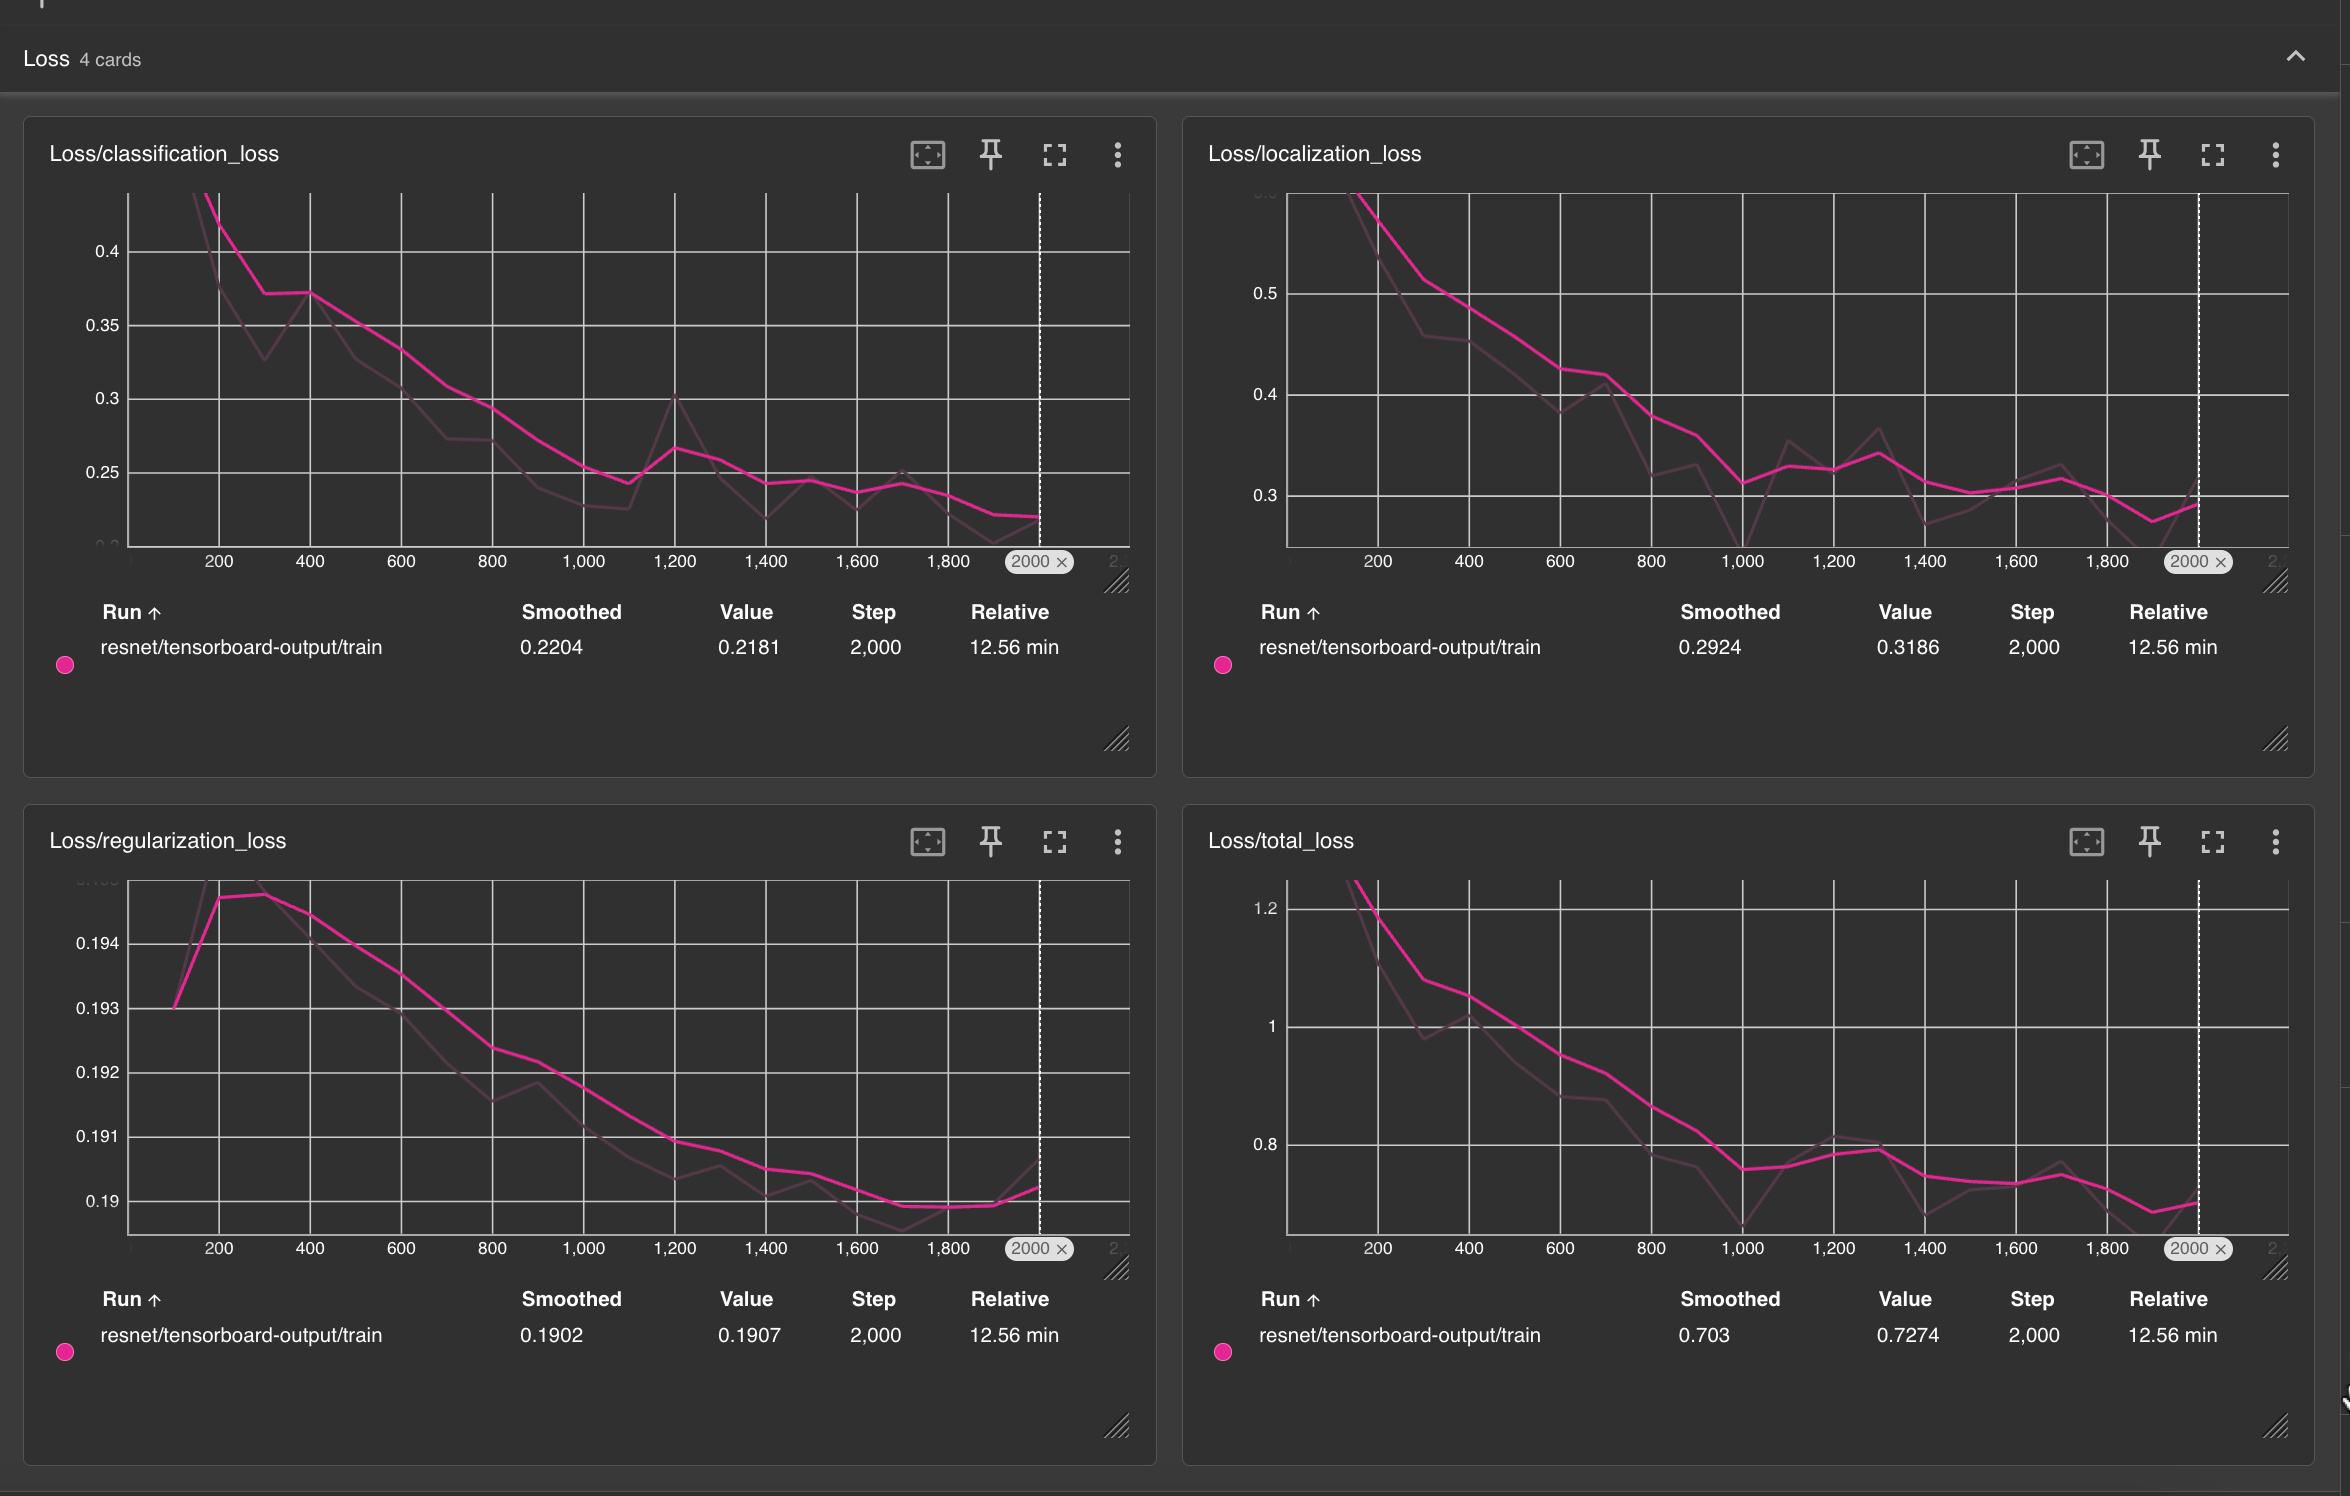 Loss 4 cards
Loss/classification_loss
0.4
0.35
0.3
0.25
200 400 600 800 1,000 1,200 1,400 1,600 1,800 2000 ×
Run ↑ Smoothed Value Step Relative
resnet/tensorboard-output/train 0.2204 0.2181 2,000 12.56 min
Loss/localization_loss
0.5
0.4
0.3
200 400 600 800 1,000 1,200 1,400 1,600 1,800 2000 ×
Run ↑ Smoothed Value Step Relative
resnet/tensorboard-output/train 0.2924 0.3186 2,000 12.56 min
Loss/regularization_loss
0.194
0.193
0.192
0.191
0.19
200 400 600 800 1,000 1,200 1,400 1,600 1,800 2000 ×
Run ↑ Smoothed Value Step Relative
resnet/tensorboard-output/train 0.1902 0.1907 2,000 12.56 min
Loss/total_loss
1.2
1
0.8
200 400 600 800 1,000 1,200 1,400 1,600 1,800 2000 ×
Run ↑ Smoothed Value Step Relative
resnet/tensorboard-output/train 0.703 0.7274 2,000 12.56 min